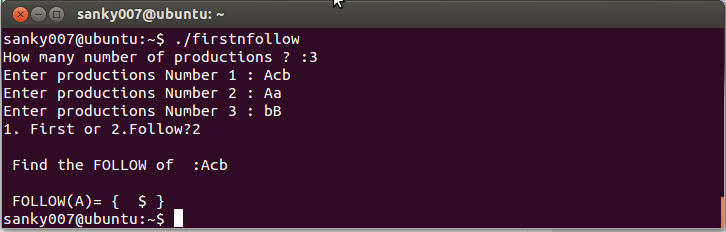 sanky007@ubuntu: ~
sanky007@ubuntu:~$ ./firstnfollow
How many number of productions ? :3
Enter productions Number 1 : Acb
Enter productions Number 2 : Aa
Enter productions Number 3 : bB
1. First or 2.Follow?2
Find the FOLLOW of  :Acb
FOLLOW(A)= {  $ }
sanky007@ubuntu:~$